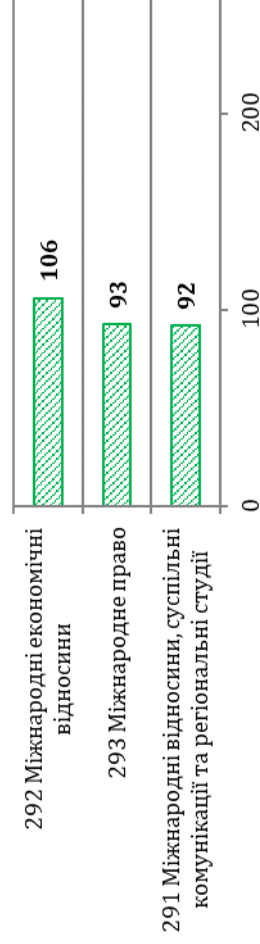 292 Міжнародні економічні
відносини
106
293 Міжнародне право
93
291 Міжнародні відносини, суспільні
комунікації та регіональні студії
92
0
100
200